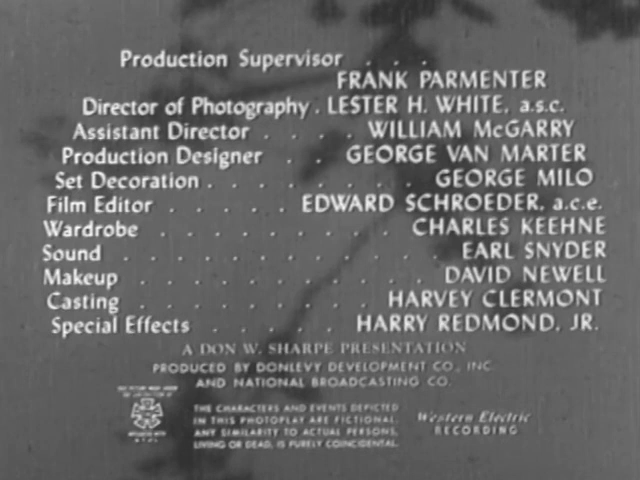 Production Supervisor . . .
FRANK PARMENTER
Director of Photography . LESTER H. WHITE, a.s.c.
Assistant Director . . . . WILLIAM McGARRY
Production Designer . . GEORGE VAN MARTER
Set Decoration . . . . . . . . GEORGE MILO
Film Editor . . . . . EDWARD SCHROEDER, a.c.e.
Wardrobe . . . . . . . . . CHARLES KEEHNE
Sound . . . . . . . . . . . . EARL SNYDER
Makeup . . . . . . . . . . . DAVID NEWELL
Casting . . . . . . . . . HARVEY CLERMONT
Special Effects . . . . . HARRY REDMOND, JR.
A DON W. SHARPE PRESENTATION
PRODUCED BY DONLEVY DEVELOPMENT CO., INC.
AND NATIONAL BROADCASTING CO.
THE CHARACTERS AND EVENTS DEPICTED
IN THIS PHOTOPLAY ARE FICTIONAL.
ANY SIMILARITY TO ACTUAL PERSONS,
LIVING OR DEAD, IS PURELY COINCIDENTAL.
Western Electric
RECORDING